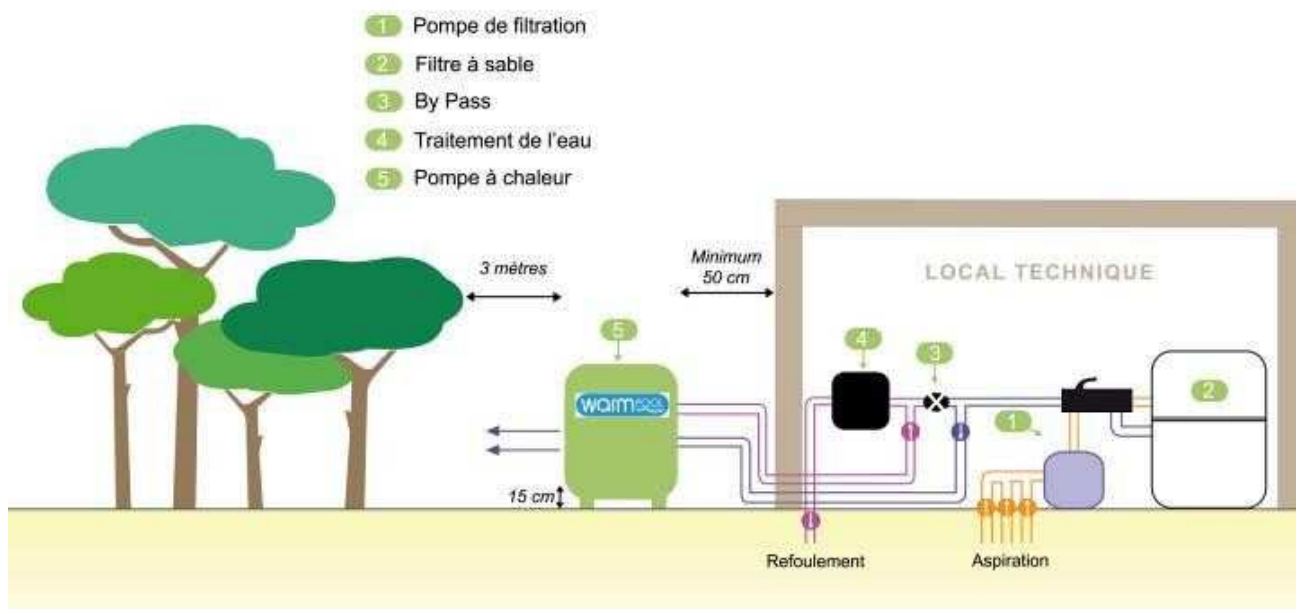 1 Pompe de filtration
2 Filtre à sable
3 By Pass
4 Traitement de l'eau
5 Pompe à chaleur
3 mètres
Minimum
50 cm
LOCAL TECHNIQUE
5
4
3
2
1
warmpool
15 cm
Refoulement
Aspiration